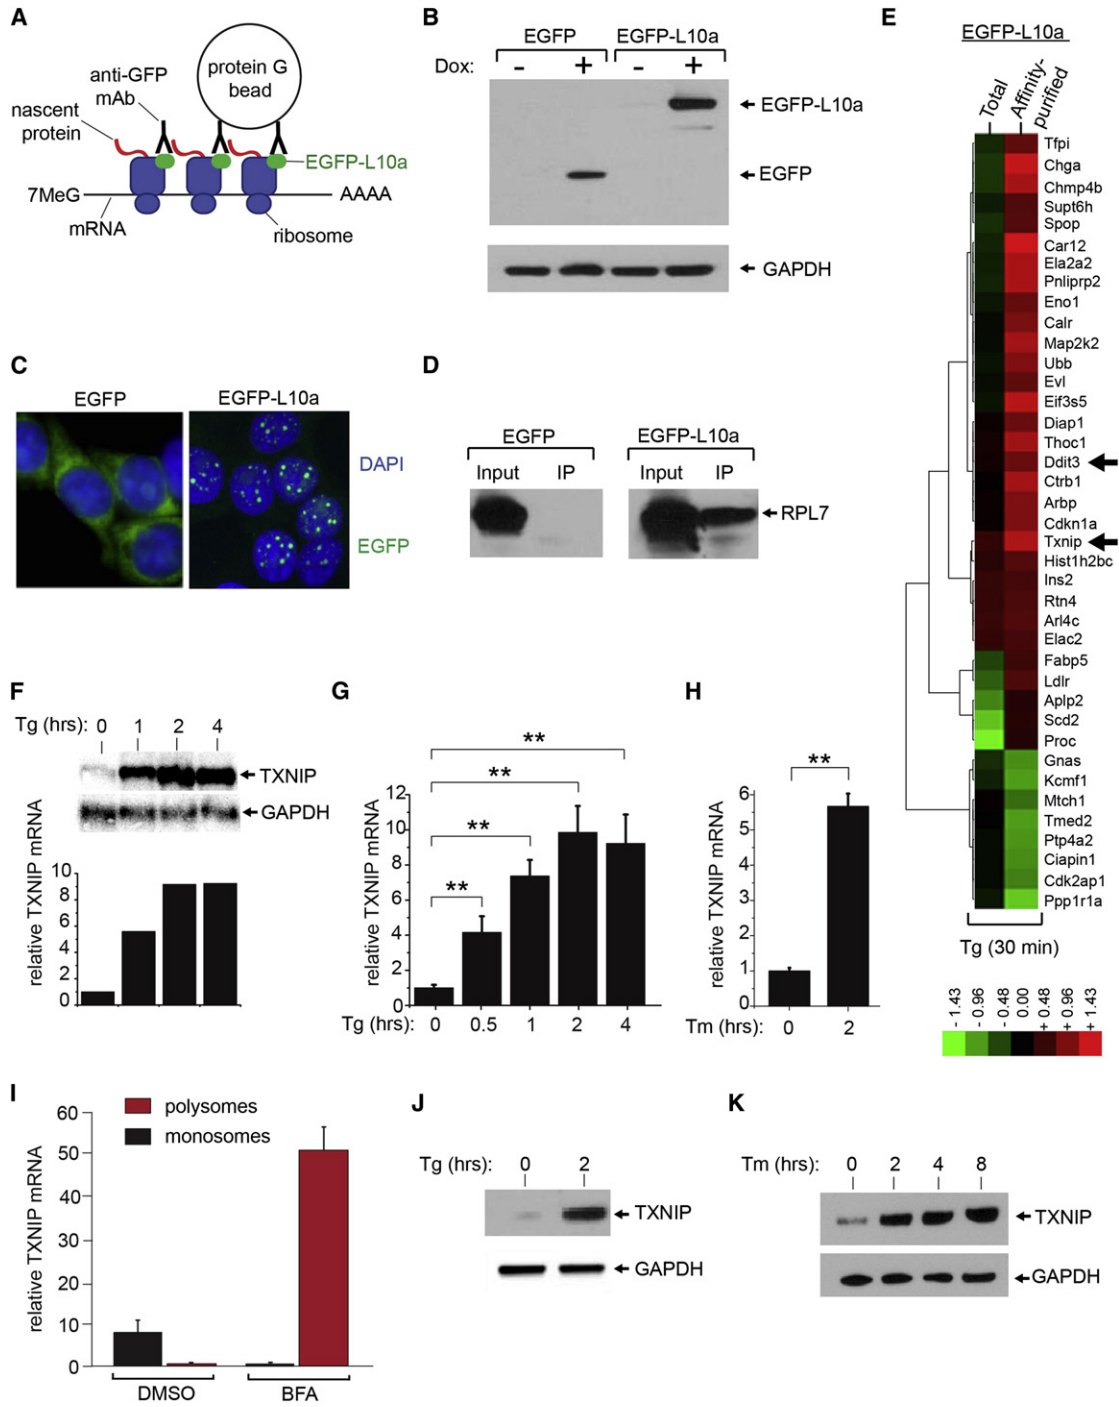 A
anti-GFP
mAb
protein G
bead
nascent
protein
EGFP-L10a
7MeG
AAAA
mRNA
ribosome
B
EGFP
EGFP-L10a
Dox:
-
+
-
+
EGFP-L10a
EGFP
GAPDH
C
EGFP
EGFP-L10a
DAPI
EGFP
D
EGFP
EGFP-L10a
Input
IP
Input
IP
RPL7
E
EGFP-L10a
Total
Affinity-
purified
Tfpi
Chga
Chmp4b
Supt6h
Spop
Car12
Ela2a2
Pnliprp2
Eno1
Calr
Map2k2
Ubb
Evl
Eif3s5
Diap1
Thoc1
Ddit3
Ctrb1
Arbp
Cdkn1a
Txnip
Hist1h2bc
Ins2
Rtn4
Arl4c
Elac2
Fabp5
Ldlr
Aplp2
Scd2
Proc
Gnas
Kcmf1
Mtch1
Tmed2
Ptp4a2
Ciapin1
Cdk2ap1
Ppp1r1a
Tg (30 min)
- 1.43
- 0.96
- 0.48
0.00
+ 0.48
+ 0.96
+ 1.43
F
Tg (hrs):
0
1
2
4
TXNIP
GAPDH
relative TXNIP mRNA
10
8
6
4
2
0
G
**
**
**
**
relative TXNIP mRNA
12
10
8
6
4
2
0
Tg (hrs):
0
0.5
1
2
4
H
**
relative TXNIP mRNA
6
5
4
3
2
1
0
Tm (hrs):
0
2
I
polysomes
monosomes
relative TXNIP mRNA
60
50
40
30
20
10
0
DMSO
BFA
J
Tg (hrs):
0
2
TXNIP
GAPDH
K
Tm (hrs):
0
2
4
8
TXNIP
GAPDH